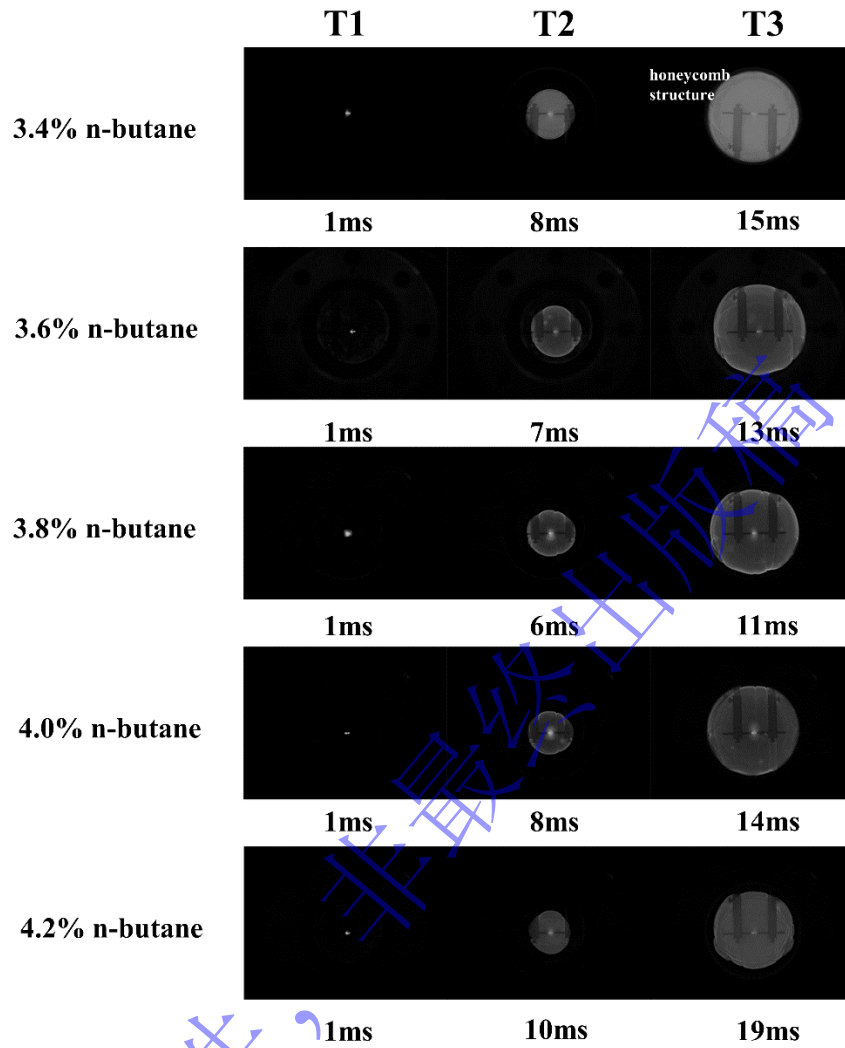 T1 T2 T3
honeycomb
structure
3.4% n-butane
1ms 8ms 15ms
3.6% n-butane
1ms 7ms 13ms
3.8% n-butane
1ms 6ms 11ms
4.0% n-butane
1ms 8ms 14ms
4.2% n-butane
1ms 10ms 19ms
，非最终出版稿